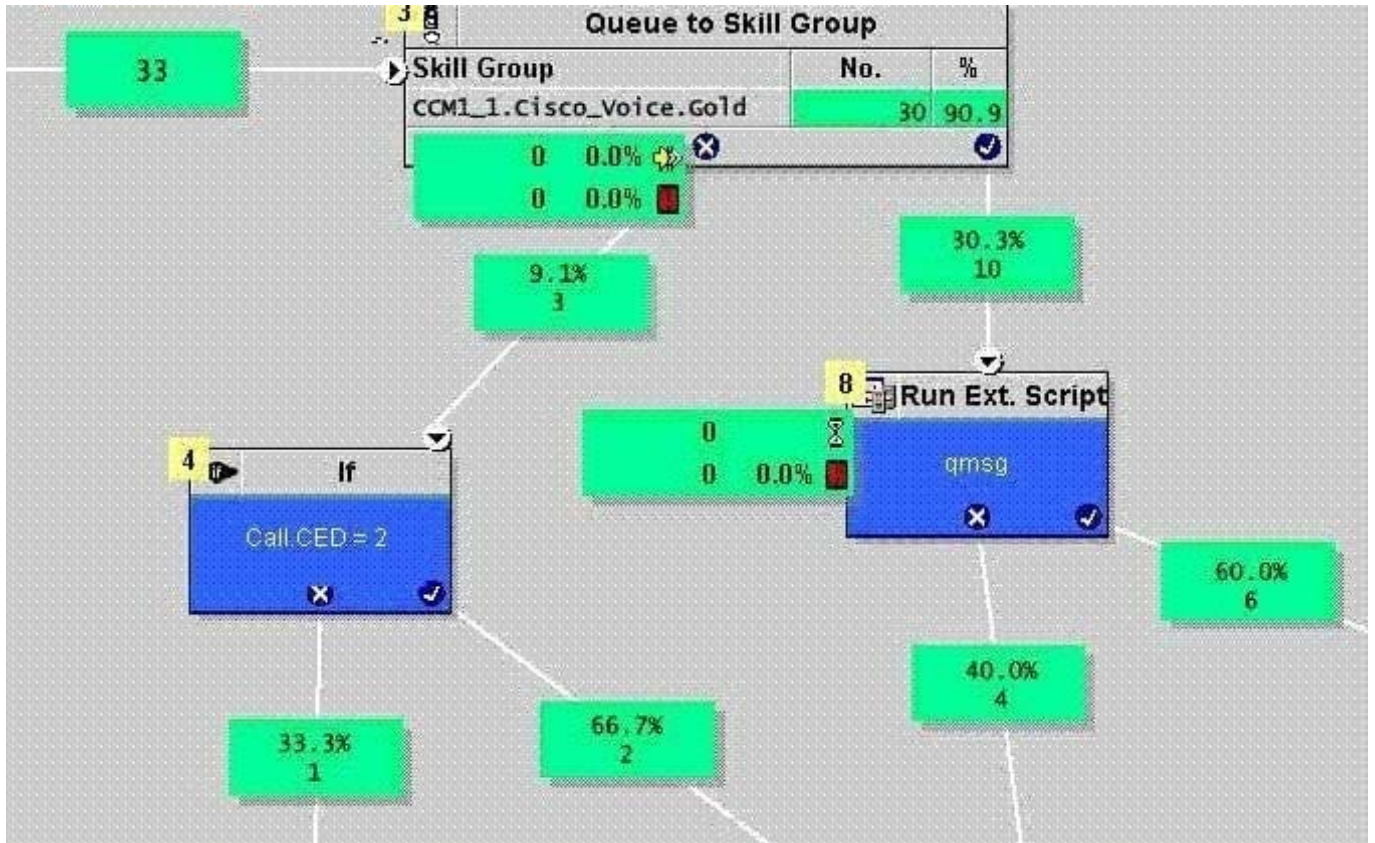 33
3
Queue to Skill Group
Skill Group No. %
CCM1_1.Cisco_Voice.Gold 30 90.9
0 0.0%
0 0.0%
9.1%
3
30.3%
10
8
Run Ext. Script
0
0 0.0%
qmsg
4
If
Call.CED = 2
60.0%
6
40.0%
4
33.3%
1
66.7%
2